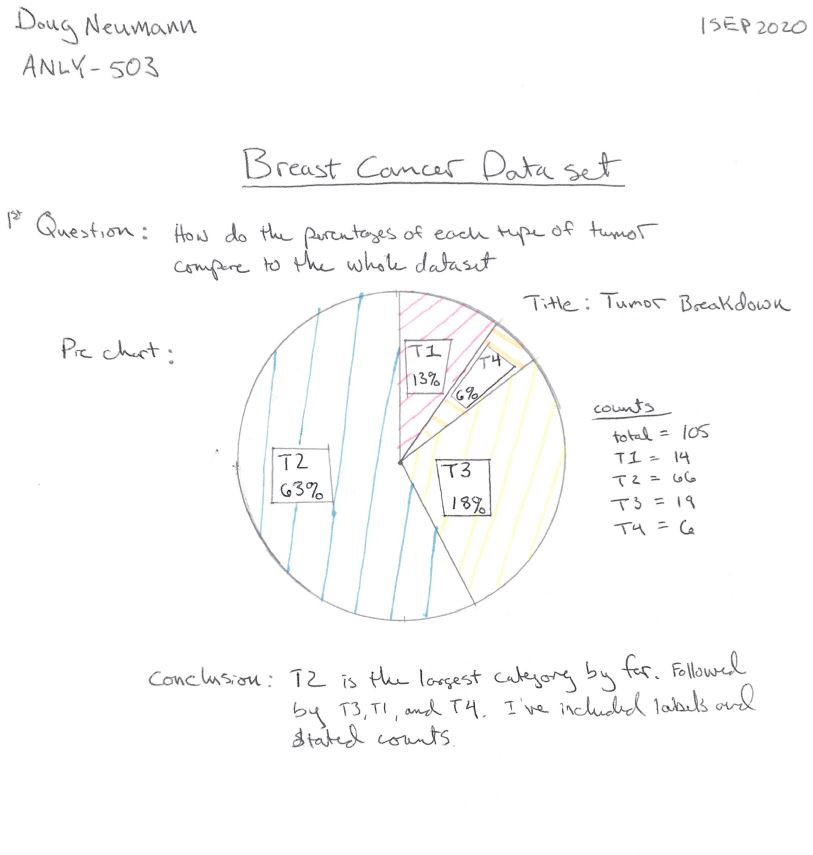 Doug Neumann
1SEP2020
ANLY-503
Breast Cancer Data set
1st Question: How do the percentages of each type of tumor
compare to the whole dataset
Title: Tumor Breakdown
Pie chart:
T1
13%
T4
6%
T2
63%
T3
18%
counts
total = 105
T1 = 14
T2 = 66
T3 = 19
T4 = 6
Conclusion: T2 is the largest category by far. Followed
by T3, T1, and T4. I've included labels and
stated counts.